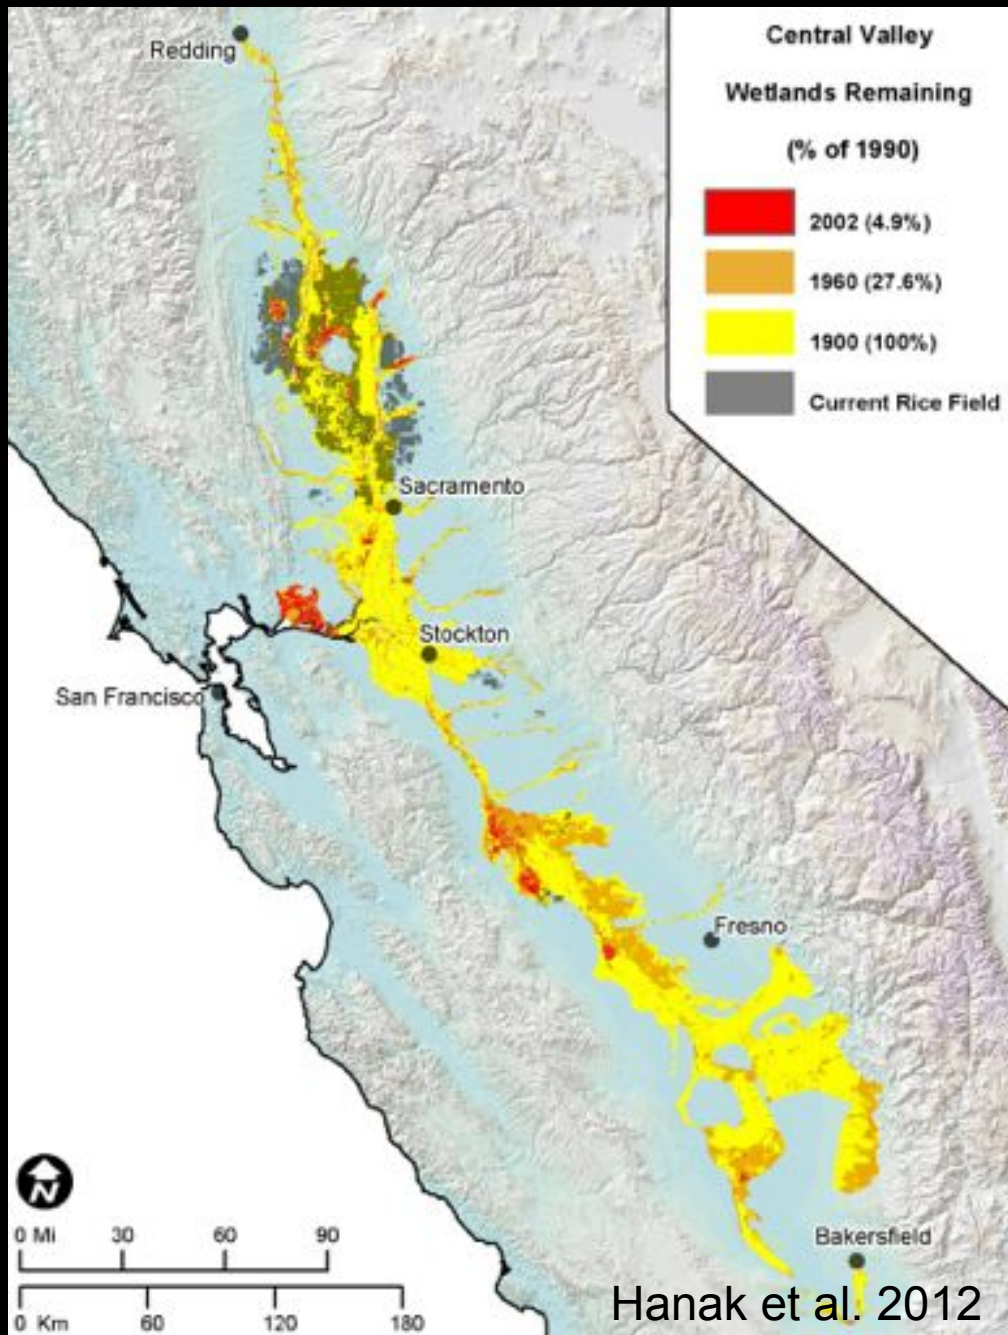 Central Valley
Wetlands Remaining
(% of 1990)
2002 (4.9%)
1960 (27.6%)
1900 (100%)
Current Rice Field
Redding
Sacramento
Stockton
San Francisco
Fresno
Bakersfield
N
0 Mi 30 60 90
0 Km 60 120 180
Hanak et al. 2012